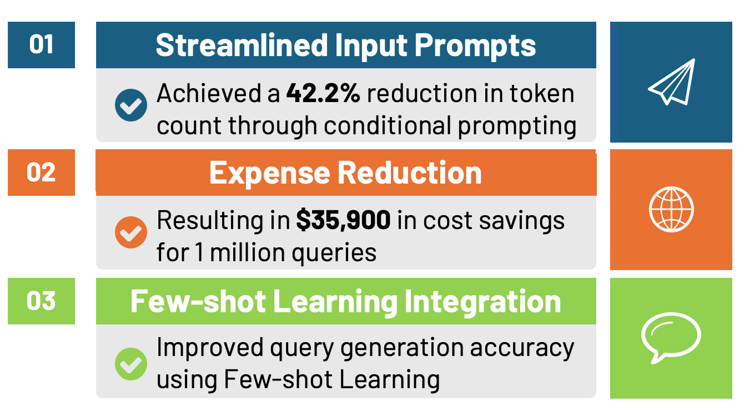 01
Streamlined Input Prompts
Achieved a 42.2% reduction in token
count through conditional prompting
02
Expense Reduction
Resulting in $35,900 in cost savings
for 1 million queries
03
Few-shot Learning Integration
Improved query generation accuracy
using Few-shot Learning